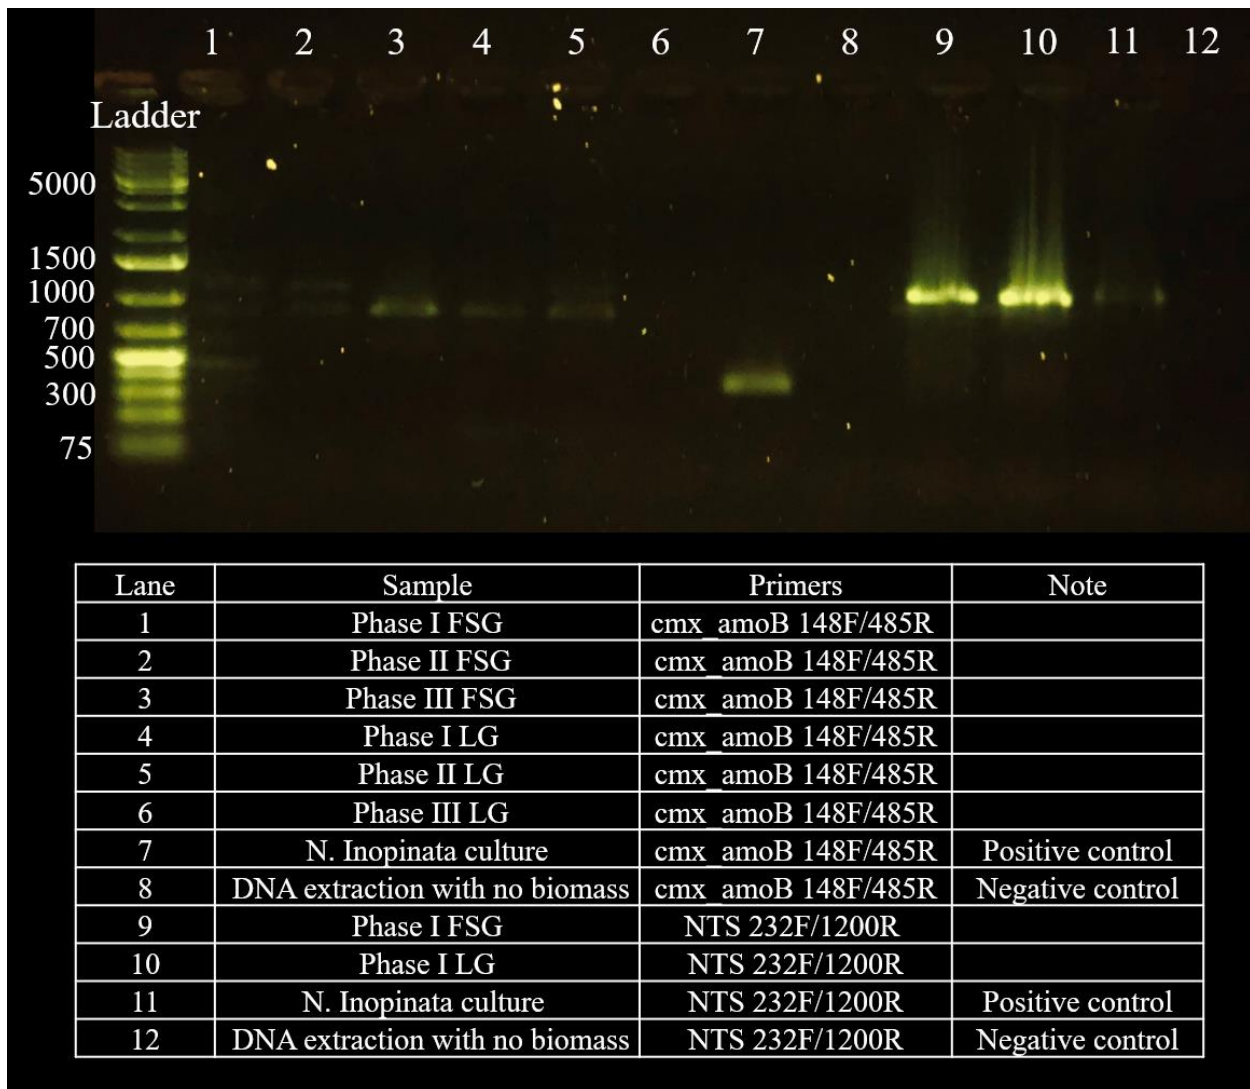 1 2 3 4 5 6 7 8 9 10 11 12
Ladder
5000
1500
1000
700
500
300
75
Lane Sample Primers Note
1 Phase I FSG cmx_amoB 148F/485R
2 Phase II FSG cmx_amoB 148F/485R
3 Phase III FSG cmx_amoB 148F/485R
4 Phase I LG cmx_amoB 148F/485R
5 Phase II LG cmx_amoB 148F/485R
6 Phase III LG cmx_amoB 148F/485R
7 N. Inopinata culture cmx_amoB 148F/485R Positive control
8 DNA extraction with no biomass cmx_amoB 148F/485R Negative control
9 Phase I FSG NTS 232F/1200R
10 Phase I LG NTS 232F/1200R
11 N. Inopinata culture NTS 232F/1200R Positive control
12 DNA extraction with no biomass NTS 232F/1200R Negative control